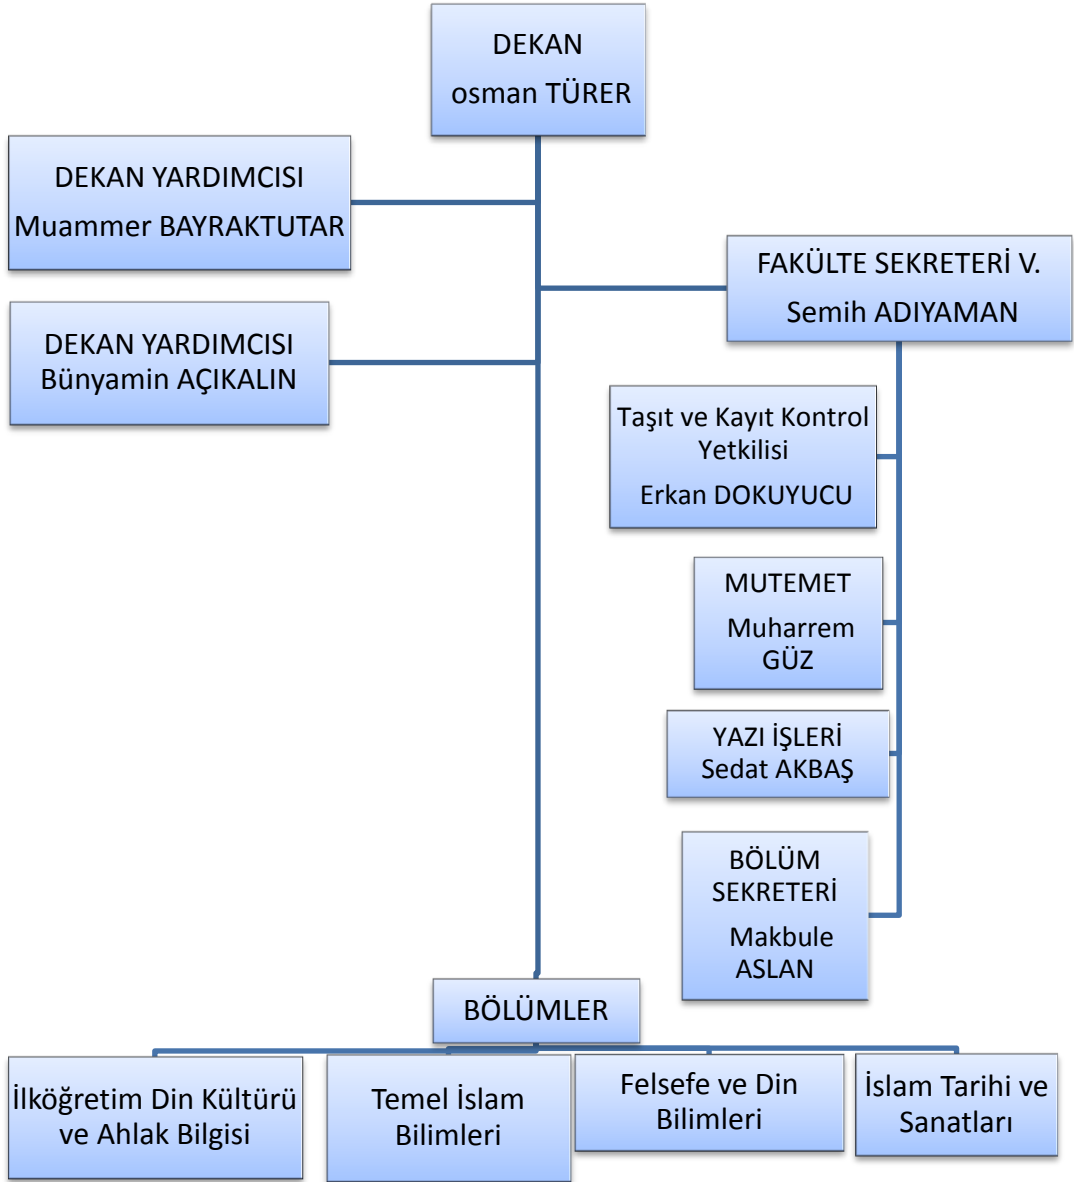 DEKAN
osman TÜRER
DEKAN YARDIMCISI
Muammer BAYRAKTUTAR
FAKÜLTE SEKRETERİ V.
Semih ADIYAMAN
DEKAN YARDIMCISI
Bünyamin AÇIKALIN
Taşıt ve Kayıt Kontrol
Yetkilisi
Erkan DOKUYUCU
MUTEMET
Muharrem
GÜZ
YAZI İŞLERİ
Sedat AKBAŞ
BÖLÜM
SEKRETERİ
Makbule
ASLAN
BÖLÜMLER
İlköğretim Din Kültürü
ve Ahlak Bilgisi
Temel İslam
Bilimleri
Felsefe ve Din
Bilimleri
İslam Tarihi ve
Sanatları